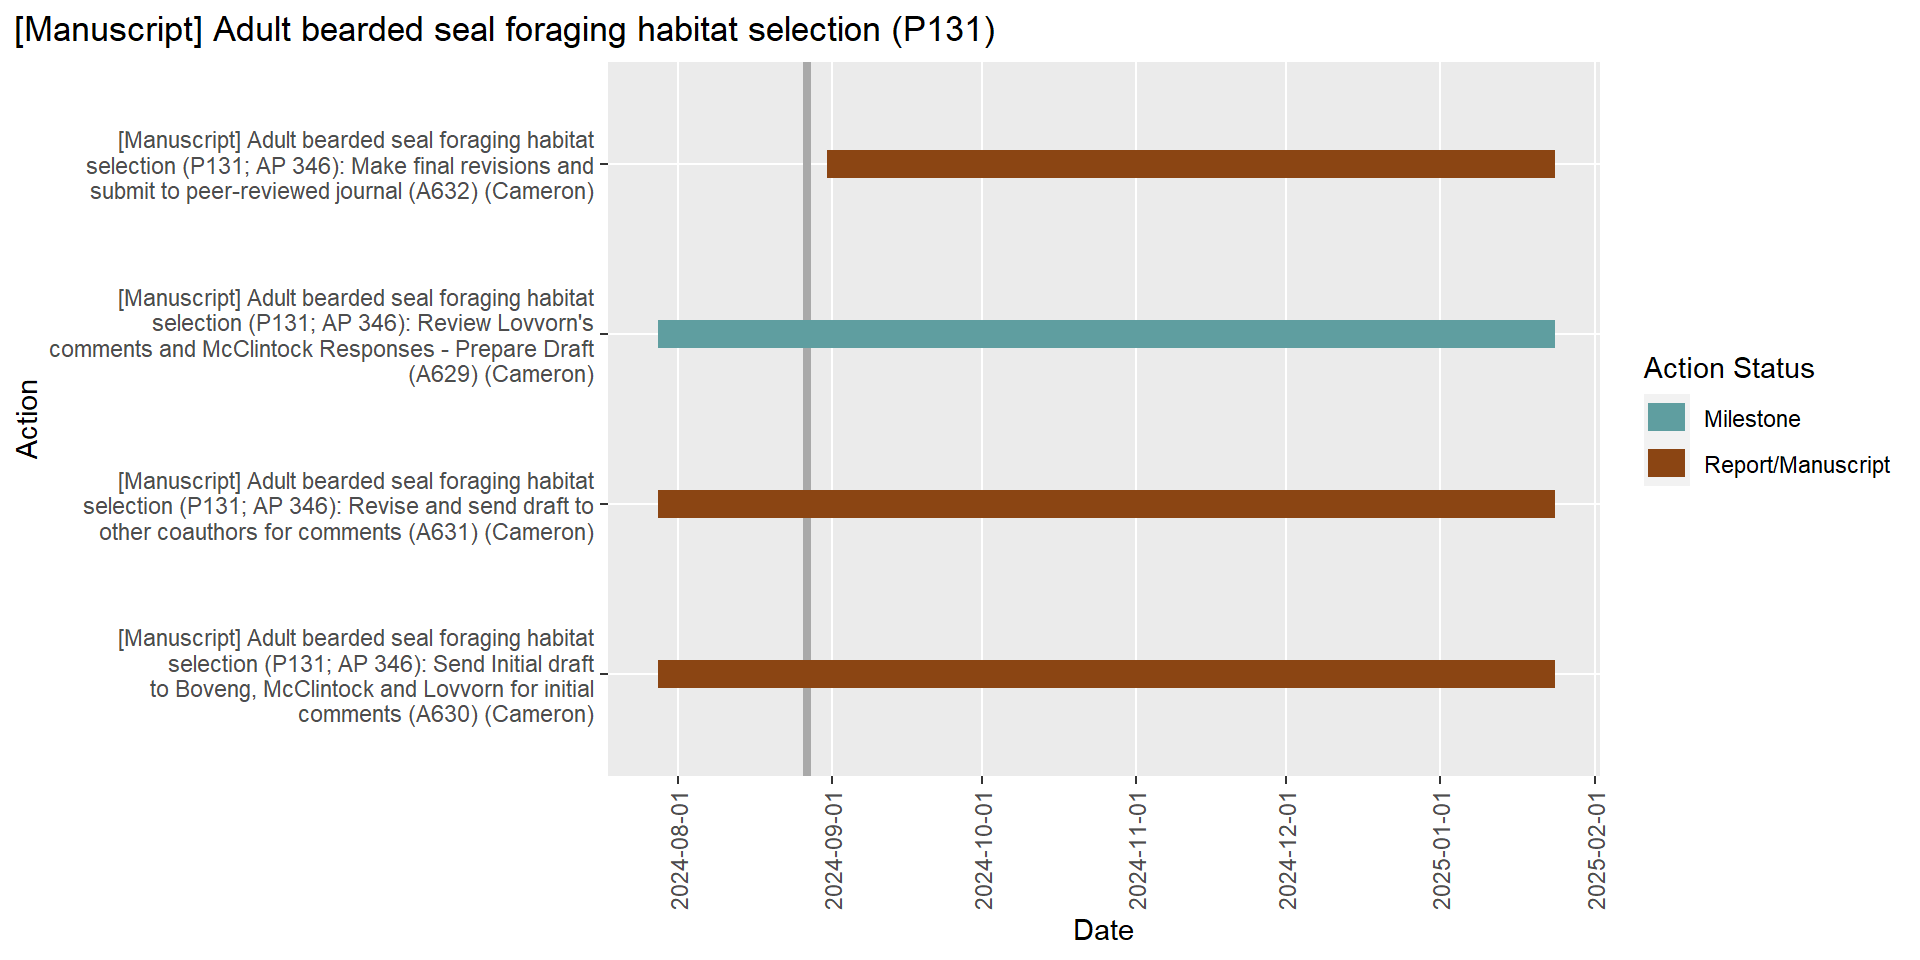 [Manuscript] Adult bearded seal foraging habitat selection (P131)
[Manuscript] Adult bearded seal foraging habitat
selection (P131; AP 346): Make final revisions and
submit to peer-reviewed journal (A632) (Cameron)
[Manuscript] Adult bearded seal foraging habitat
selection (P131; AP 346): Review Lovvorn's
comments and McClintock Responses - Prepare Draft
(A629) (Cameron)
[Manuscript] Adult bearded seal foraging habitat
selection (P131; AP 346): Revise and send draft to
other coauthors for comments (A631) (Cameron)
[Manuscript] Adult bearded seal foraging habitat
selection (P131; AP 346): Send Initial draft
to Boveng, McClintock and Lovvorn for initial
comments (A630) (Cameron)
Action
2024-08-01
2024-09-01
2024-10-01
2024-11-01
2024-12-01
2025-01-01
2025-02-01
Date
Action Status
Milestone
Report/Manuscript